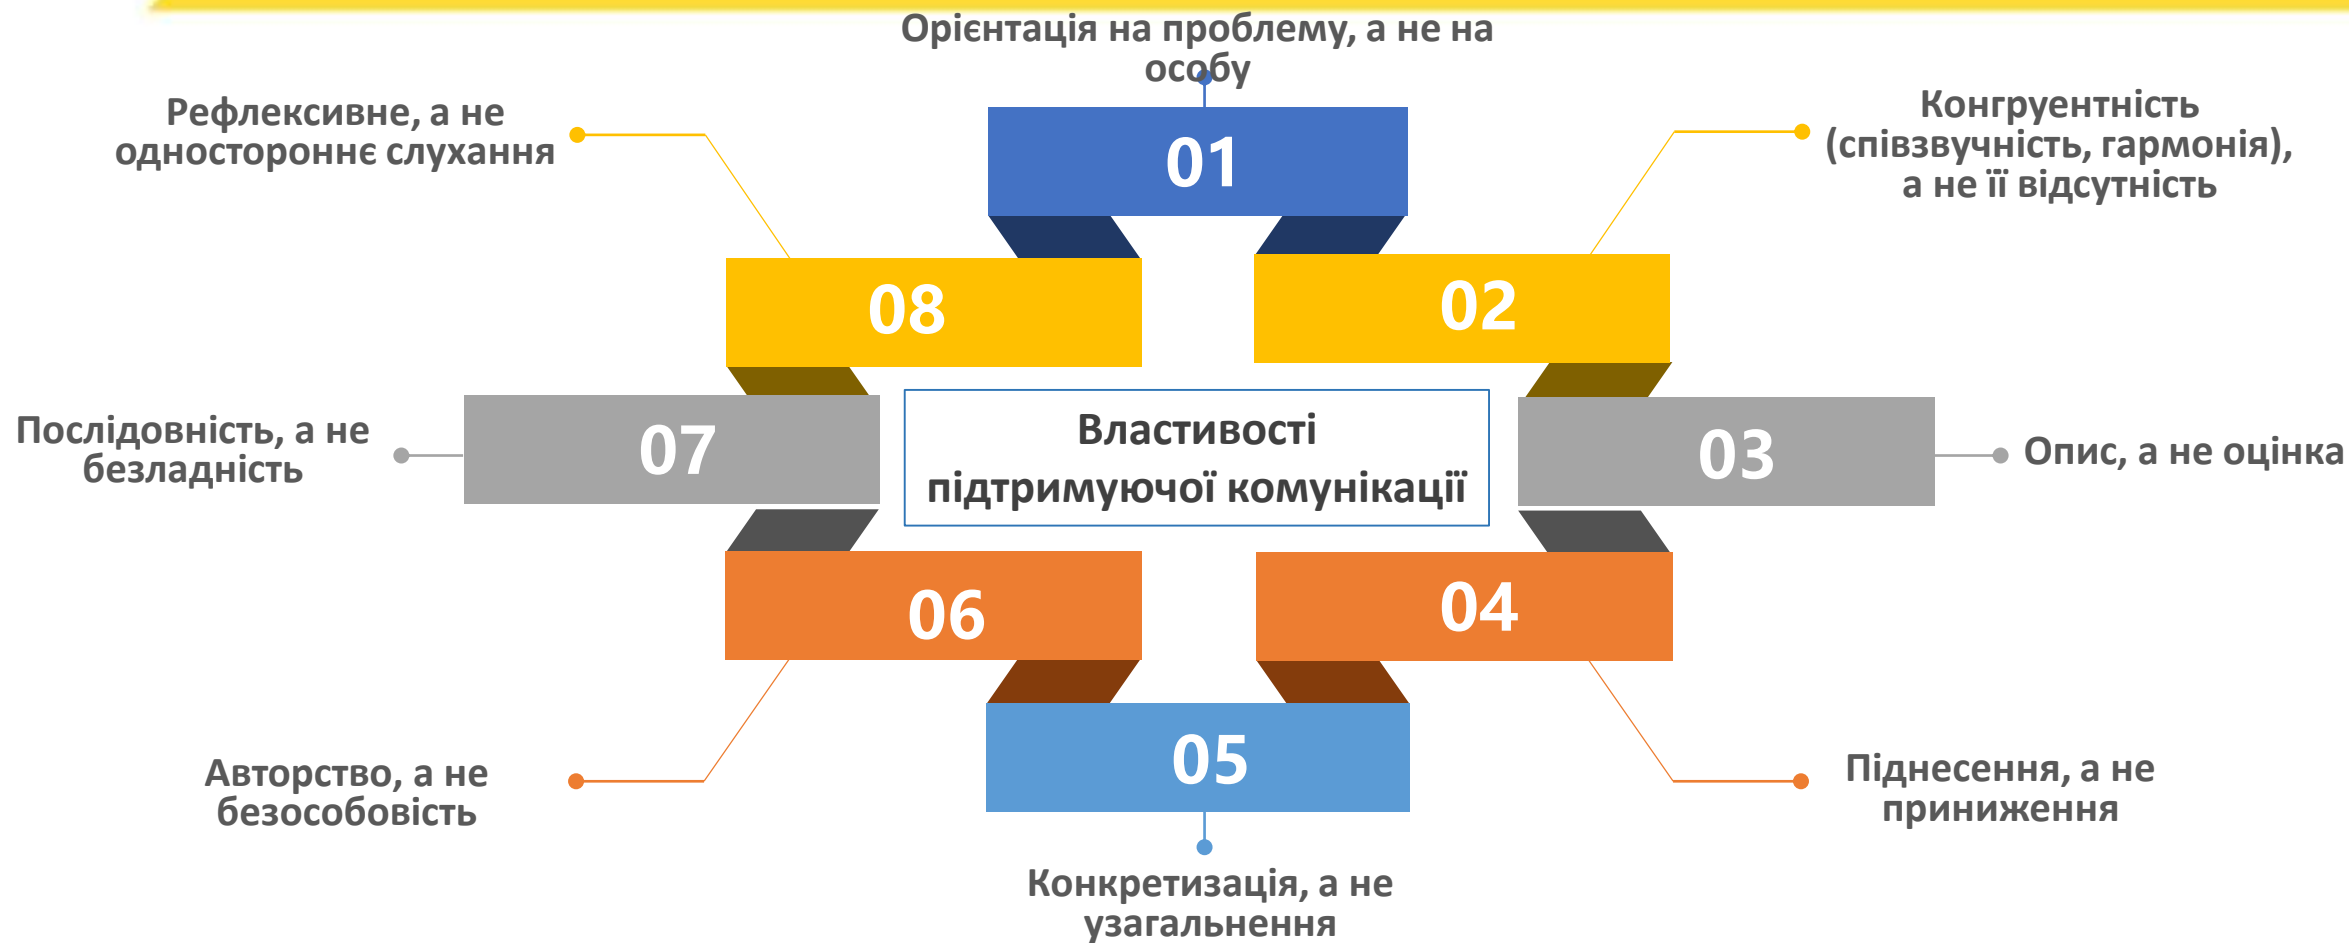 Орієнтація на проблему, а не на
особу
01
Конгруентність
(співзвучність, гармонія),
а не її відсутність
02
Опис, а не оцінка
03
Піднесення, а не
приниження
04
Конкретизація, а не
узагальнення
05
Авторство, а не
безособовість
06
Послідовність, а не
безладність
07
Рефлексивне, а не
одностороннє слухання
08
Властивості
підтримуючої комунікації